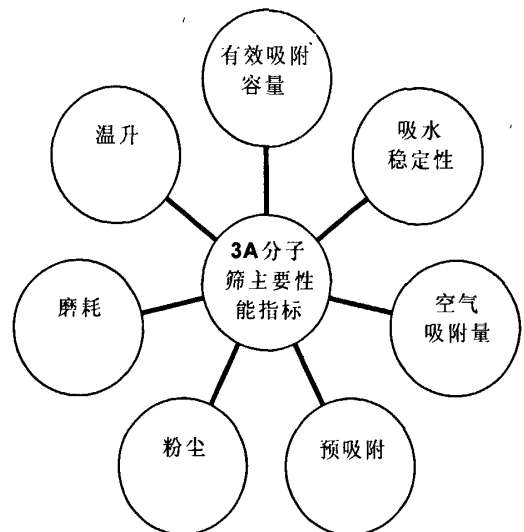 有效吸附
容量
吸水
稳定性
空气
吸附量
预吸附
粉尘
磨耗
温升
3A分子
筛主要性
能指标